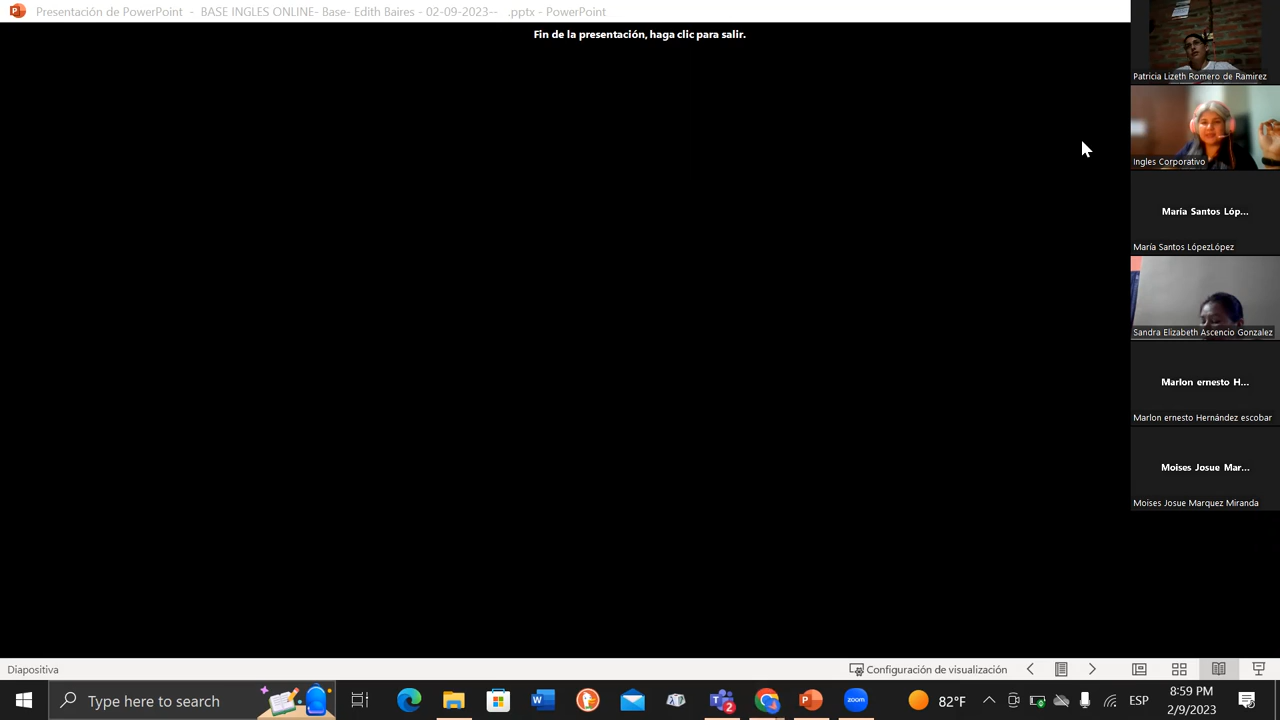 Presentación de PowerPoint - BASE INGLES ONLINE- Base- Edith Baires - 02-09-2023-- .pptx - PowerPoint
Fin de la presentación, haga clic para salir.
Patricia Lizeth Romero de Ramirez
Ingles Corporativo
María Santos Lóp...
María Santos LópezLópez
Sandra Elizabeth Ascencio Gonzalez
Marlon ernesto H...
Marlon ernesto Hernández escobar
Moises Josue Mar...
Moises Josue Marquez Miranda
Diapositiva
Configuración de visualización
Type here to search
zoom
82°F
ESP
8:59 PM
2/9/2023